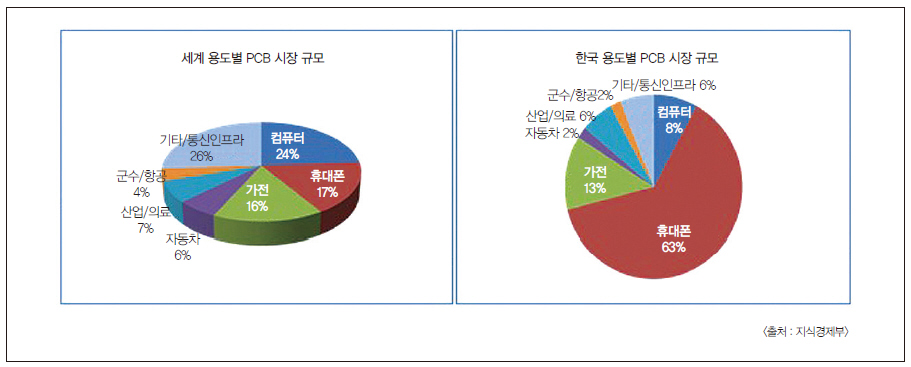 세계 용도별 PCB 시장 규모
기타/통신인프라
26%
컴퓨터
24%
군수/항공
4%
휴대폰
17%
가전
16%
산업/의료
7%
자동차
6%
한국 용도별 PCB 시장 규모
기타/통신인프라 6%
군수/항공2%
컴퓨터
8%
산업/의료 6%
자동차 2%
가전
13%
휴대폰
63%
〈출처 : 지식경제부〉